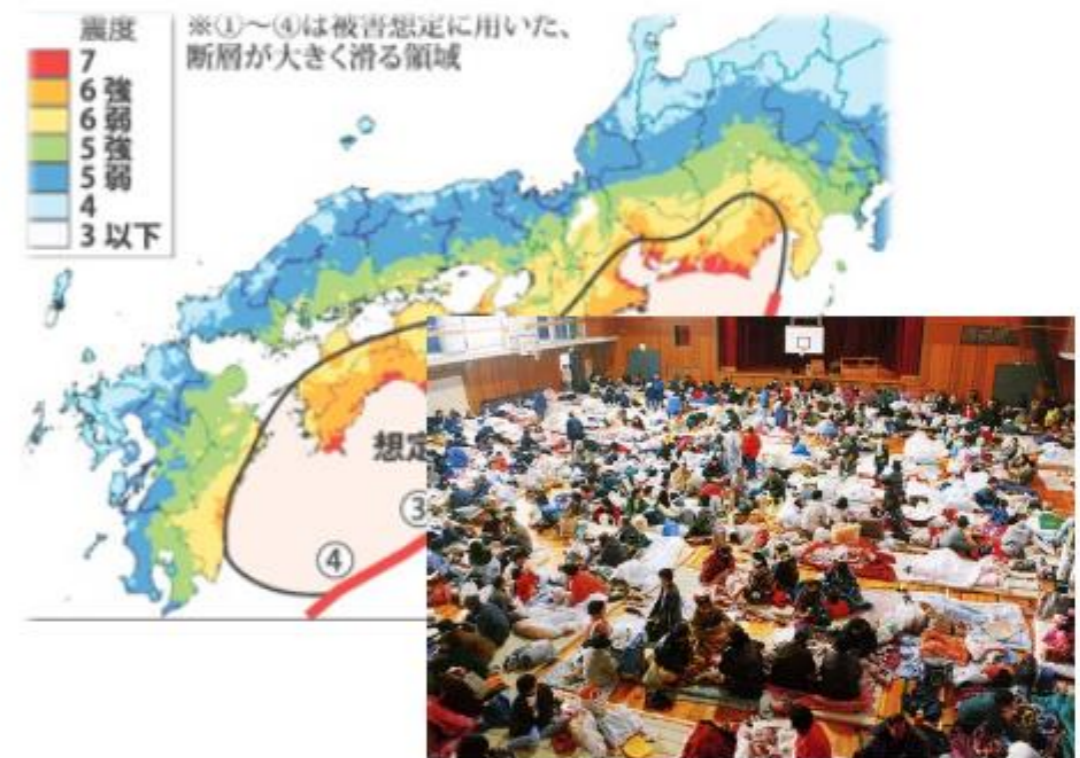 震度
7
6 強
6 弱
5 強
5 弱
4
3 以下
※①～④は被害想定に用いた、
断層が大きく滑る領域
想定
③
④